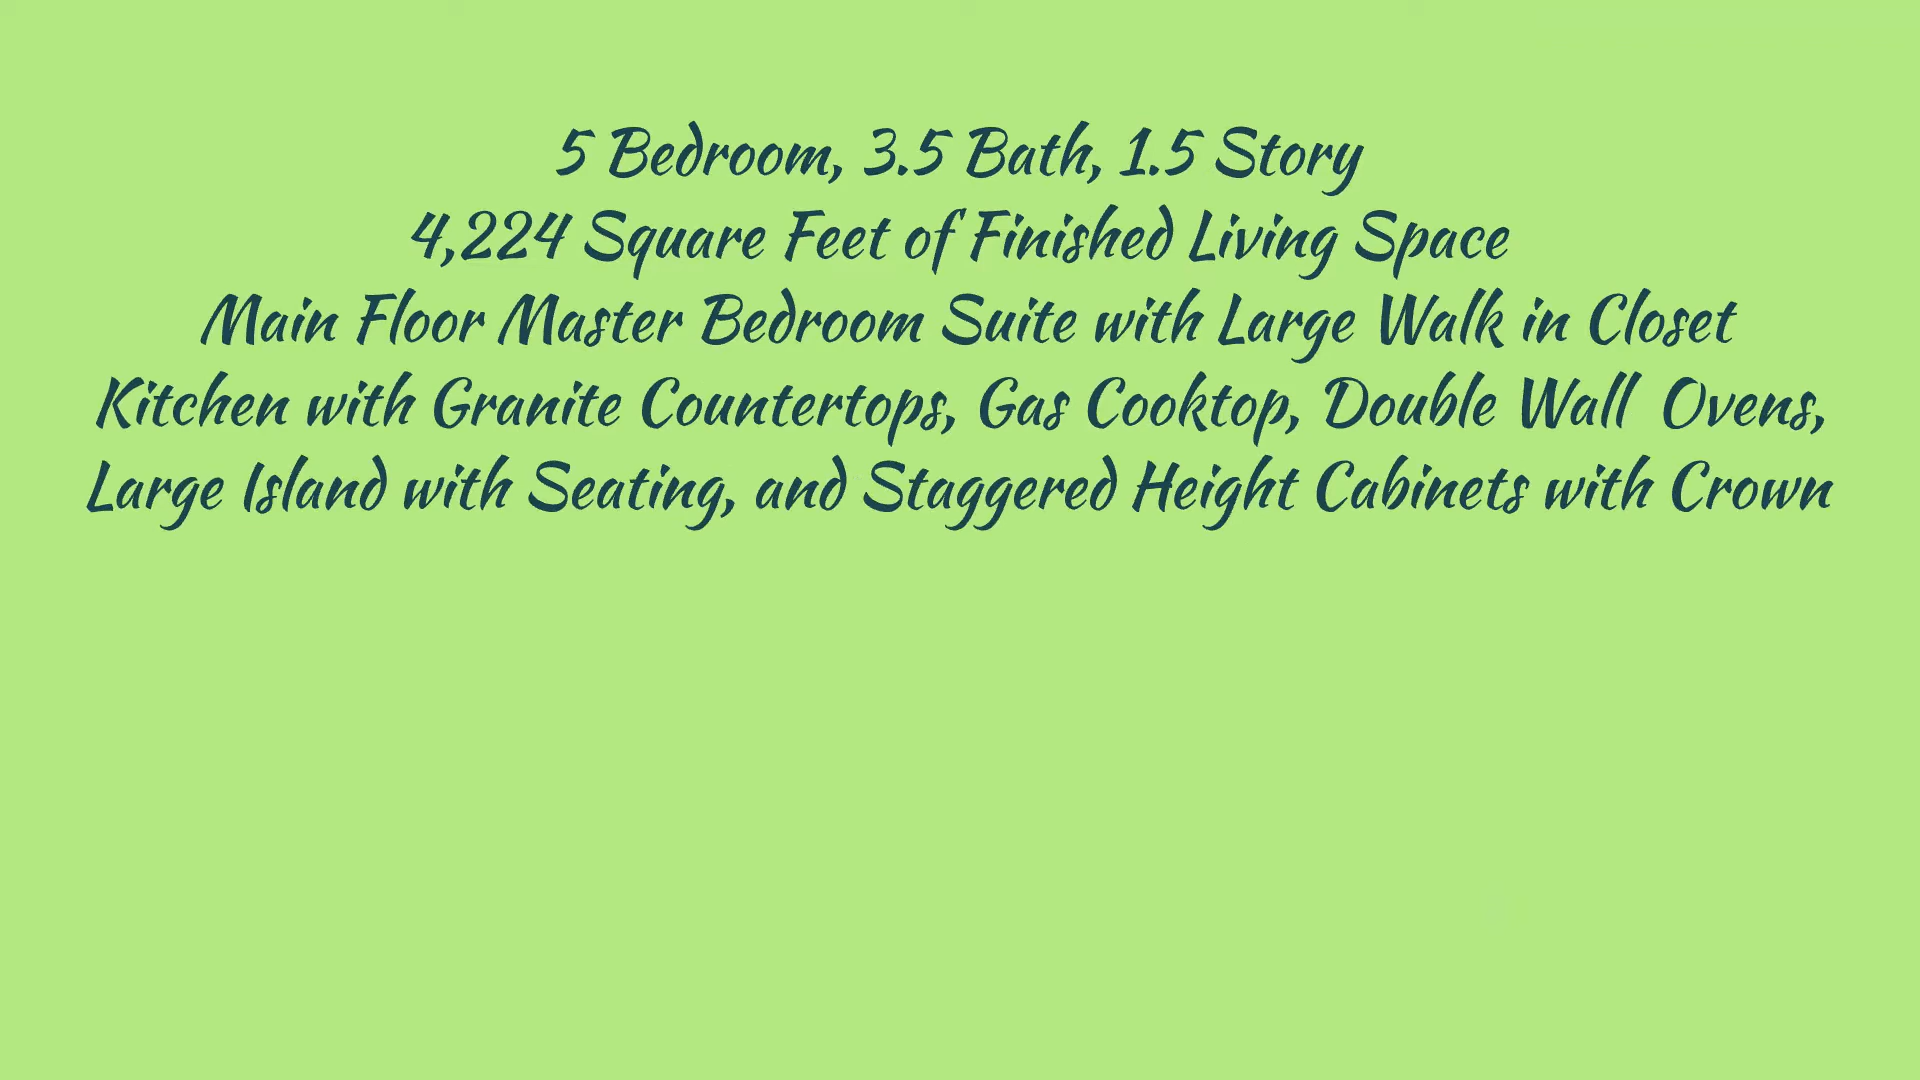 5 Bedroom, 3.5 Bath, 1.5 Story
4,224 Square Feet of Finished Living Space
Main Floor Master Bedroom Suite with Large Walk in Closet
Kitchen with Granite Countertops, Gas Cooktop, Double Wall Ovens,
Large Island with Seating, and Staggered Height Cabinets with Crown